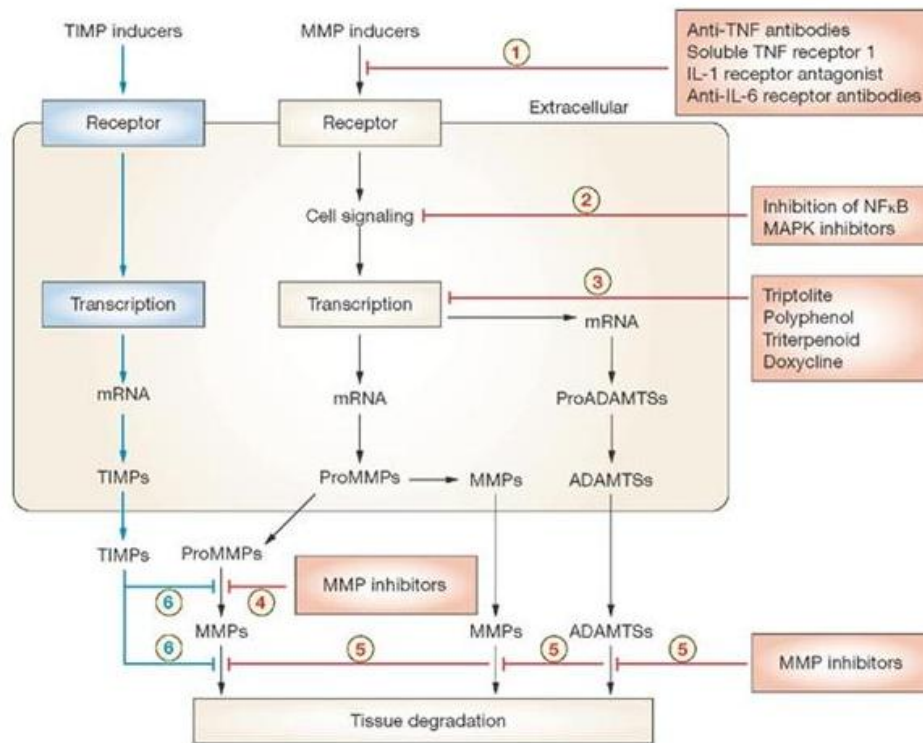 TIMP inducers
MMP inducers
1
Anti-TNF antibodies
Soluble TNF receptor 1
IL-1 receptor antagonist
Anti-IL-6 receptor antibodies
Extracellular
Receptor
Receptor
Cell signaling
2
Inhibition of NFκB
MAPK inhibitors
Transcription
Transcription
3
mRNA
Triptolite
Polyphenol
Triterpenoid
Doxycline
mRNA
mRNA
ProADAMTSs
TIMPs
ProMMPs
MMPs
ADAMTSs
TIMPs
ProMMPs
6
4
MMP inhibitors
MMPs
MMPs
ADAMTSs
6
5
5
5
MMP inhibitors
Tissue degradation